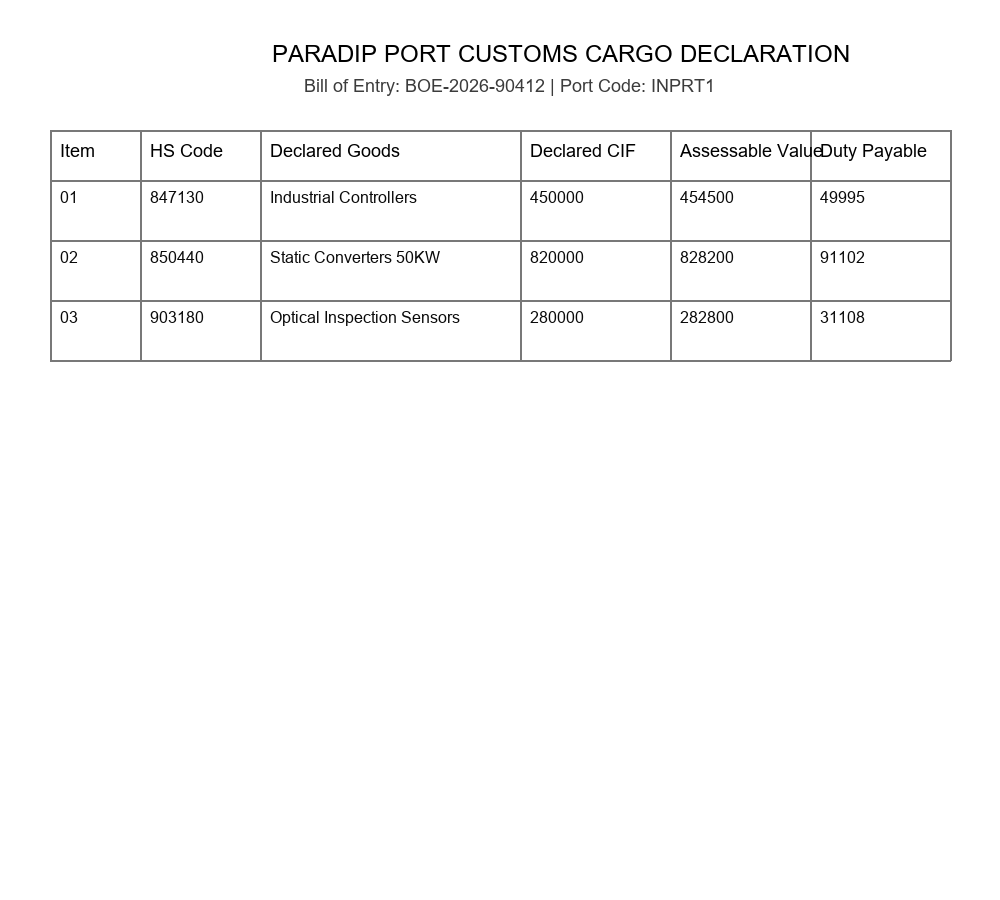 PARADIP PORT CUSTOMS CARGO DECLARATION
Bill of Entry: BOE-2026-90412 | Port Code: INPRT1
Item HS Code Declared Goods Declared CIF Assessable Value Duty Payable
01 847130 Industrial Controllers 450000 454500 49995
02 850440 Static Converters 50KW 820000 828200 91102
03 903180 Optical Inspection Sensors 280000 282800 31108